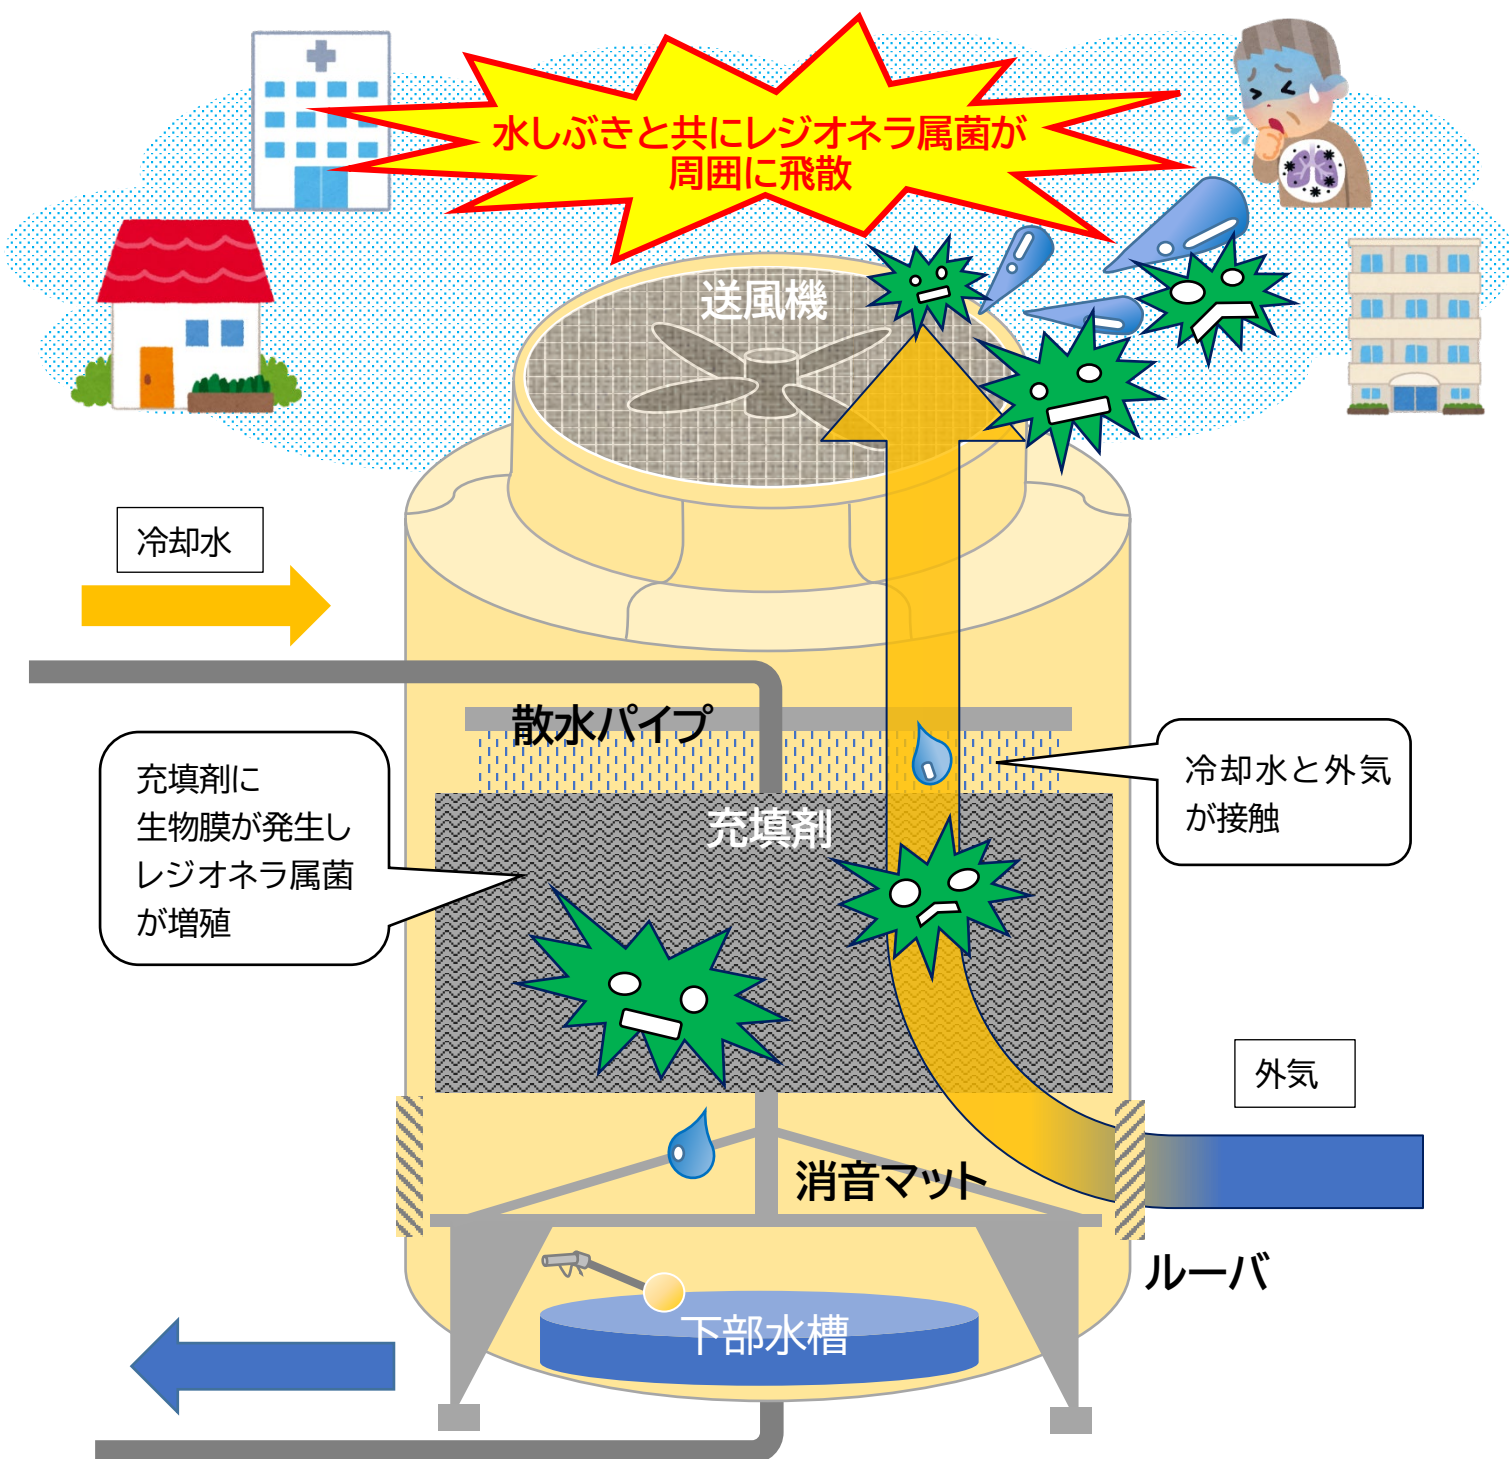 水しぶきと共にレジオネラ属菌が
周囲に飛散
送風機
冷却水
散水パイプ
充填剤に
生物膜が発生し
レジオネラ属菌
が増殖
冷却水と外気
が接触
充填剤
外気
消音マット
ルーバ
下部水槽